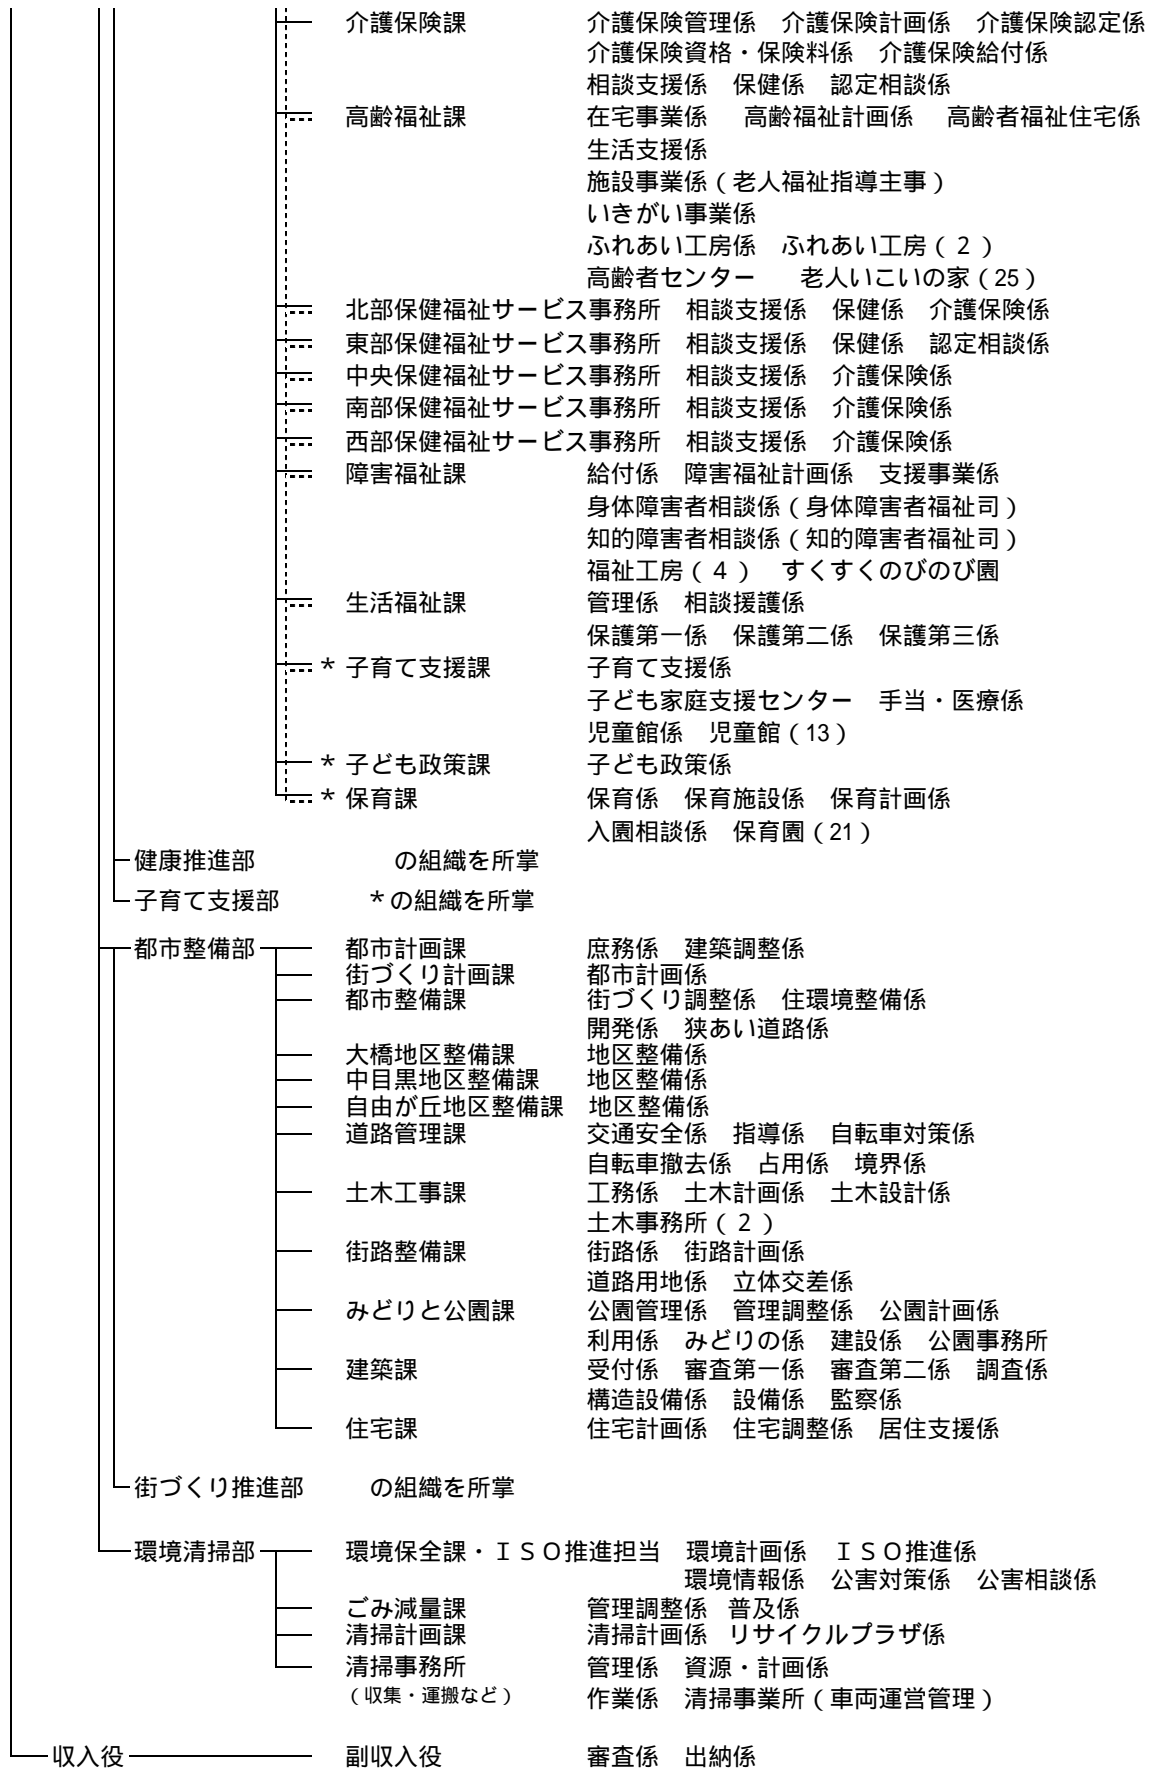 介護保険課　介護保険管理係　介護保険計画係　介護保険認定係
介護保険資格・保険料係　介護保険給付係
相談支援係　保健係　認定相談係
高齢福祉課　在宅事業係　高齢福祉計画係　高齢者福祉住宅係
生活支援係
施設事業係（老人福祉指導主事）
いきがい事業係
ふれあい工房係　ふれあい工房（2）
高齢者センター　老人いこいの家（25）
北部保健福祉サービス事務所　相談支援係　保健係　介護保険係
東部保健福祉サービス事務所　相談支援係　保健係　認定相談係
中央保健福祉サービス事務所　相談支援係　介護保険係
南部保健福祉サービス事務所　相談支援係　介護保険係
西部保健福祉サービス事務所　相談支援係　介護保険係
障害福祉課　給付係　障害福祉計画係　支援事業係
身体障害者相談係（身体障害者福祉司）
知的障害者相談係（知的障害者福祉司）
福祉工房（4）　すくすくのびのび園
生活福祉課　管理係　相談援護係
保護第一係　保護第二係　保護第三係
＊子育て支援課　子育て支援係
子ども家庭支援センター　手当・医療係
児童館係　児童館（13）
＊子ども政策課　子ども政策係
＊保育課　保育係　保育施設係　保育計画係
入園相談係　保育園（21）
健康推進部　の組織を所掌
子育て支援部　＊の組織を所掌
都市整備部　都市計画課　庶務係　建築調整係
街づくり計画課　都市計画係
都市整備課　街づくり調整係　住環境整備係
開発係　狭あい道路係
大橋地区整備課　地区整備係
中目黒地区整備課　地区整備係
自由が丘地区整備課　地区整備係
道路管理課　交通安全係　指導係　自転車対策係
自転車撤去係　占用係　境界係
土木工事課　工務係　土木計画係　土木設計係
土木事務所（2）
街路整備課　街路係　街路計画係
道路用地係　立体交差係
みどりと公園課　公園管理係　管理調整係　公園計画係
利用係　みどりの係　建設係　公園事務所
建築課　受付係　審査第一係　審査第二係　調査係
構造設備係　設備係　監察係
住宅課　住宅計画係　住宅調整係　居住支援係
街づくり推進部　の組織を所掌
環境清掃部　環境保全課・ＩＳＯ推進担当　環境計画係　ＩＳＯ推進係
環境情報係　公害対策係　公害相談係
ごみ減量課　管理調整係　普及係
清掃計画課　清掃計画係　リサイクルプラザ係
清掃事務所　管理係　資源・計画係
（収集・運搬など）　作業係　清掃事業所（車両運営管理）
収入役　副収入役　審査係　出納係